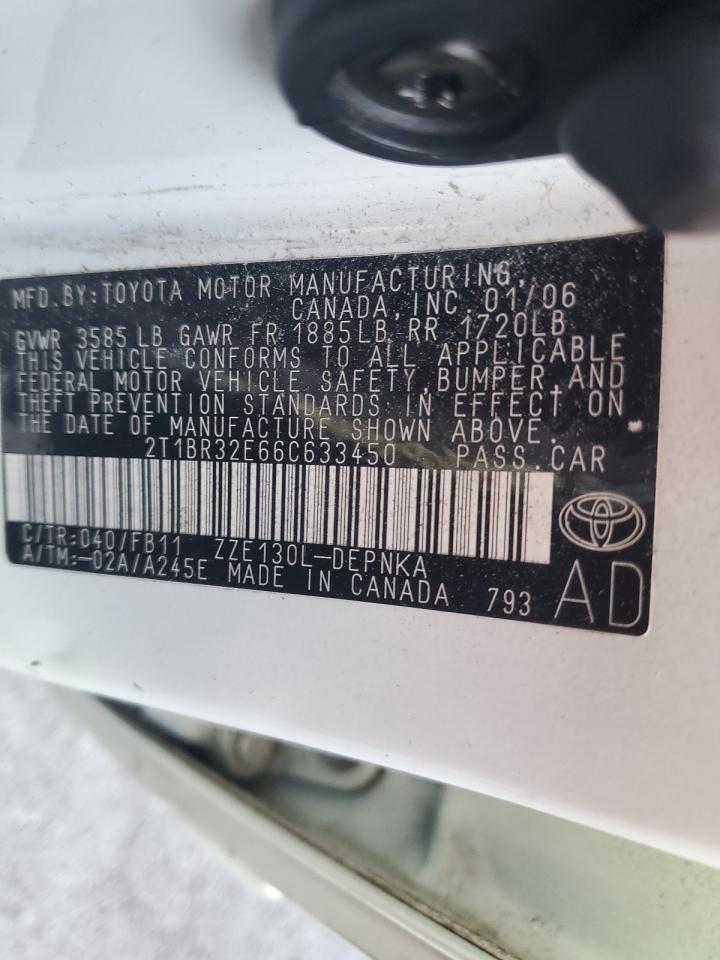 MFD. BY: TOYOTA MOTOR MANUFACTURING,
CANADA, INC. 01/06
GVWR 3585 LB GAWR FR 1885LB RR 1720LB
THIS VEHICLE CONFORMS TO ALL APPLICABLE
FEDERAL MOTOR VEHICLE SAFETY, BUMPER, AND
THEFT PREVENTION STANDARDS IN EFFECT ON
THE DATE OF MANUFACTURE SHOWN ABOVE.
2T1BR32E66C633450 PASS. CAR
C/TR: 040/FB11 ZZE130L-DEPNKA
A/TM: -02A/A245E MADE IN CANADA 793
AD